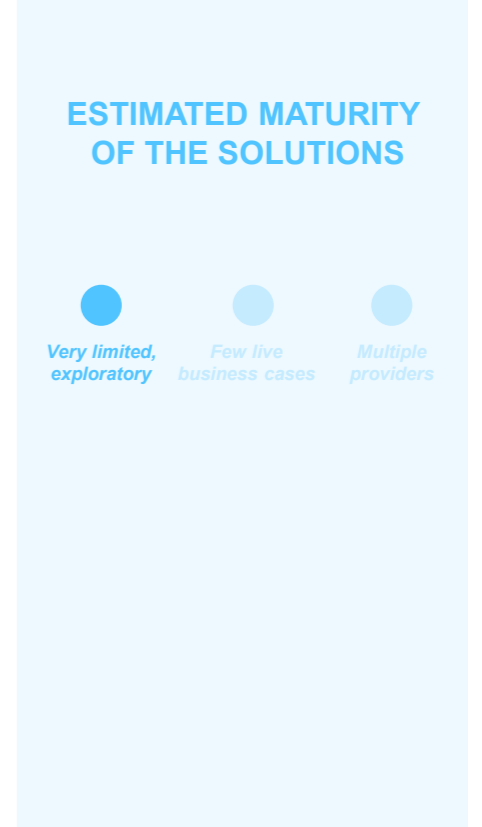 ESTIMATED MATURITY
OF THE SOLUTIONS
Very limited,
exploratory
Few live
business cases
Multiple
providers